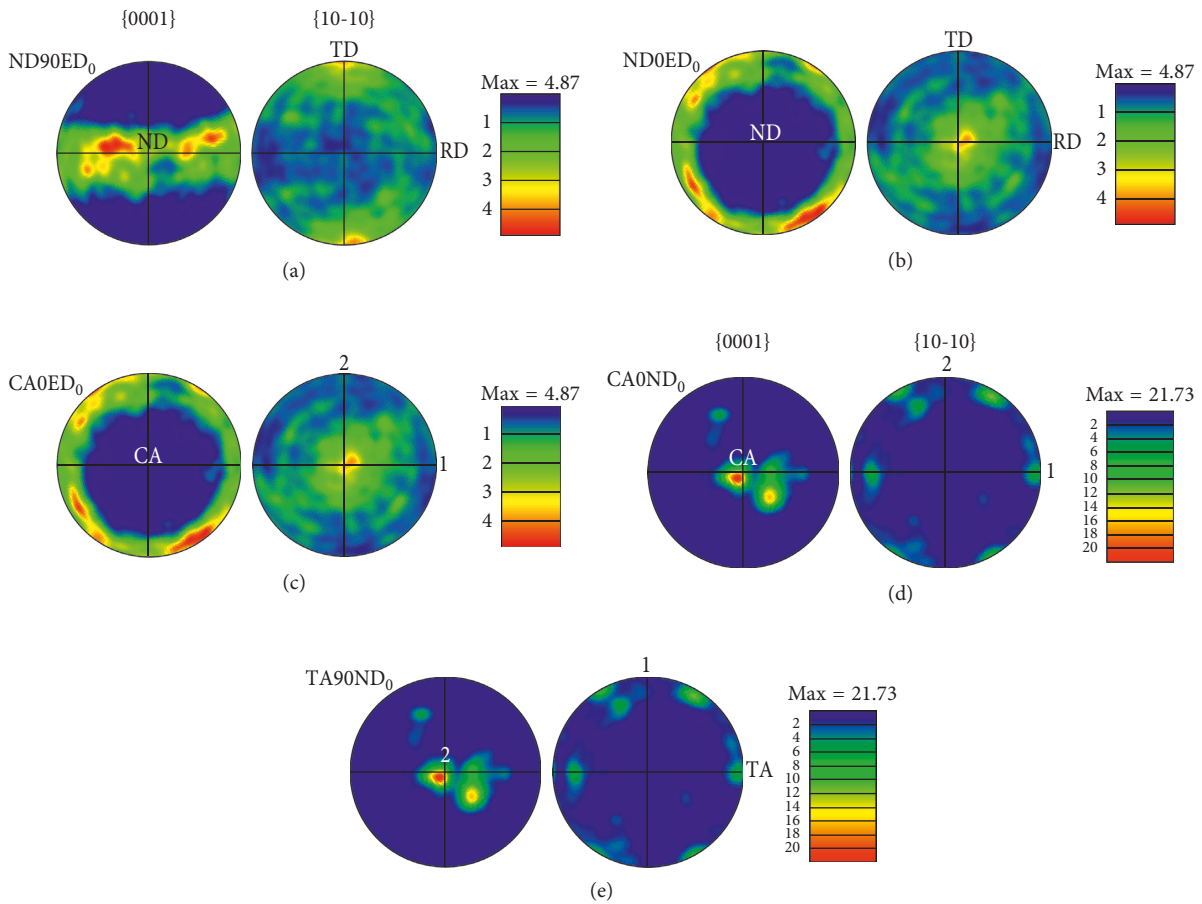 {0001} {10-10}
ND90ED0
TD
ND
RD
Max = 4.87
1
2
3
4
(a)
ND0ED0
TD
ND
RD
Max = 4.87
1
2
3
4
(b)
CA0ED0
2
CA
1
Max = 4.87
1
2
3
4
(c)
{0001} {10-10}
CA0ND0
2
CA
1
Max = 21.73
2
4
6
8
10
12
14
16
18
20
(d)
TA90ND0
1
2
TA
Max = 21.73
2
4
6
8
10
12
14
16
18
20
(e)